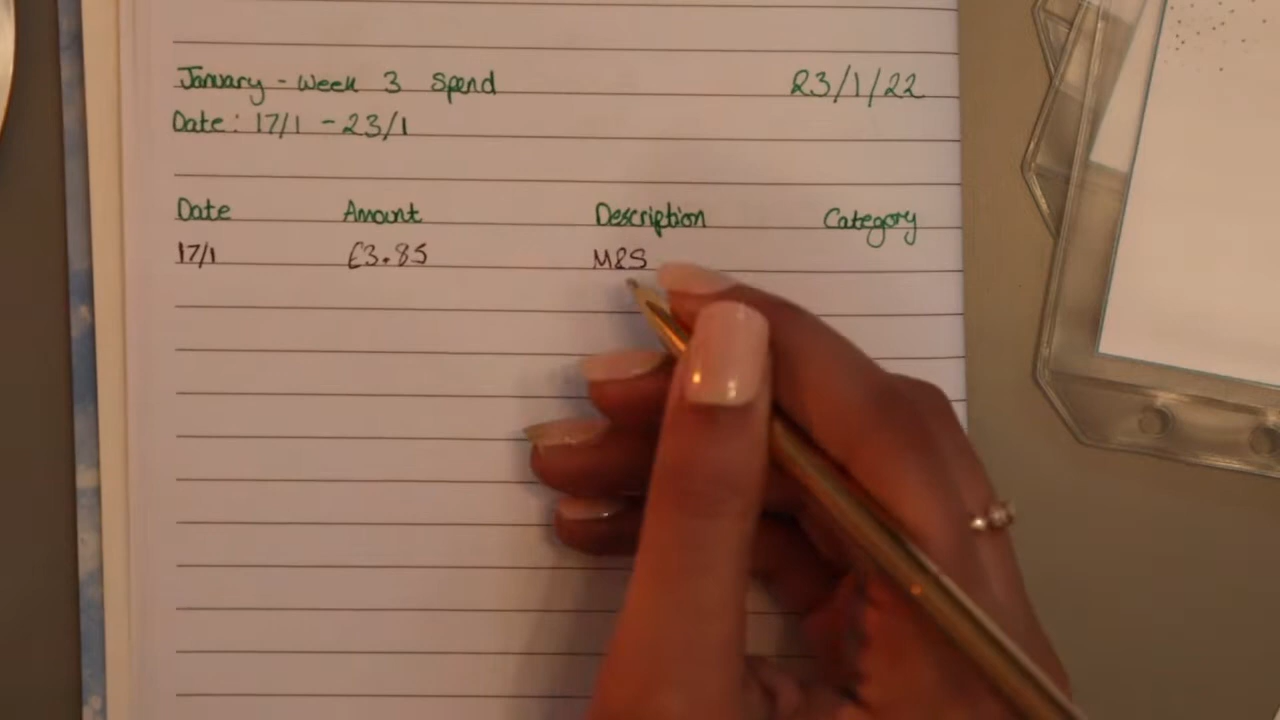 January - Week 3 Spend 23/1/22
Date: 17/1 - 23/1
Date Amount Description Category
17/1 £3.85 M&S